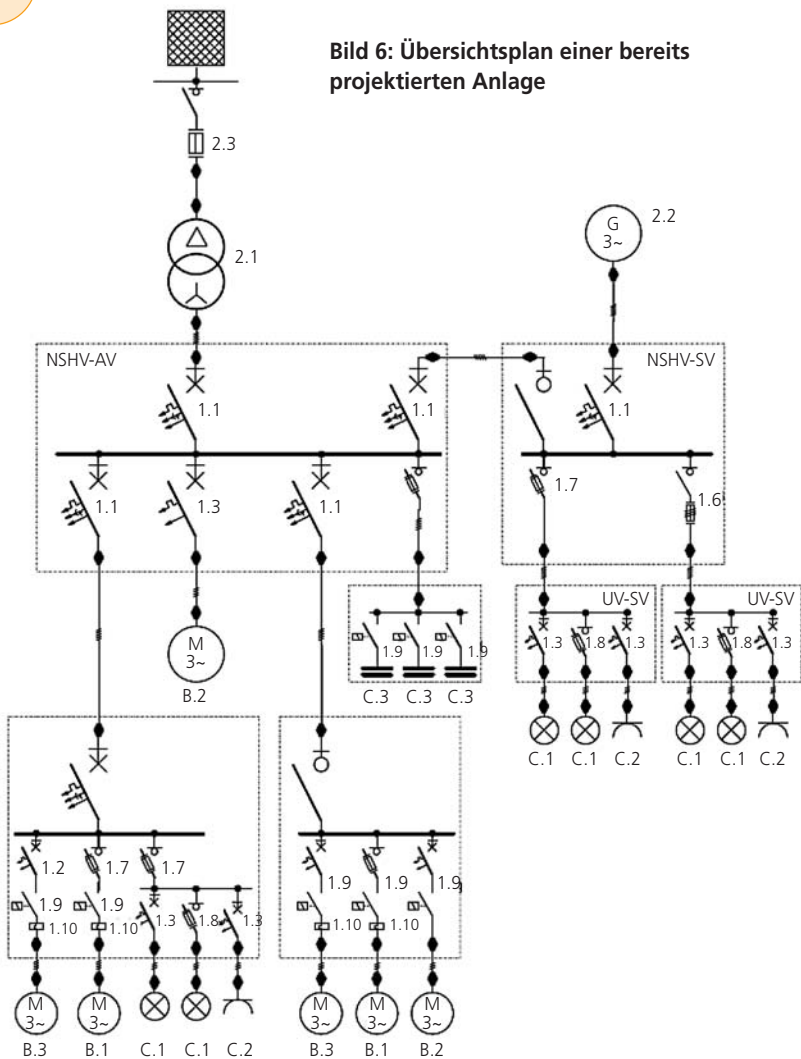 Bild 6: Übersichtsplan einer bereits
projektierten Anlage
2.3
G
3~
2.2
2.1
NSHV-AV
NSHV-SV
1.1
1.1
1.1
1.1
1.3
1.1
1.7
1.6
M
3~
B.2
1.9
1.9
1.9
C.3
C.3
C.3
UV-SV
UV-SV
1.3
1.8
1.3
1.3
1.8
1.3
C.1
C.1
C.2
C.1
C.1
C.2
1.2
1.7
1.7
1.9
1.9
1.9
1.9
1.9
1.3
1.8
1.3
1.10
1.10
1.10
1.10
M
3~
M
3~
M
3~
M
3~
M
3~
B.3
B.1
C.1
C.1
C.2
B.3
B.1
B.2